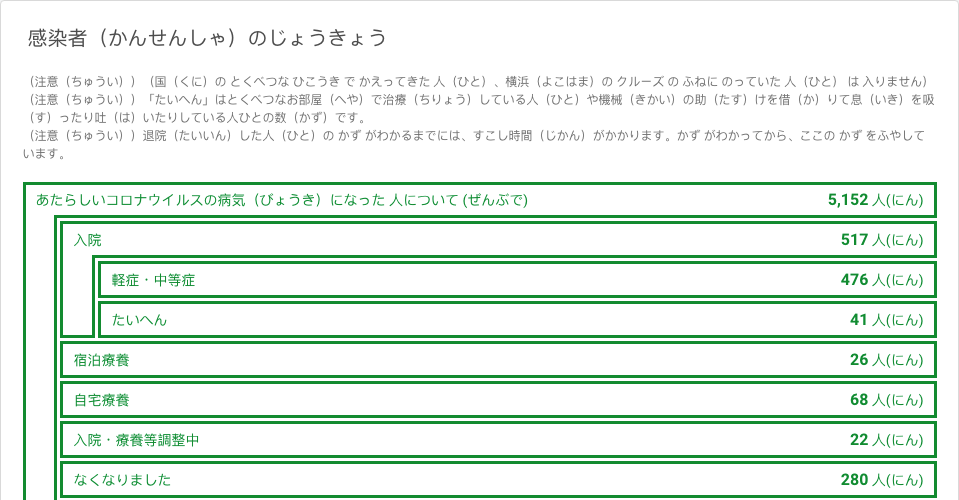 感染者（かんせんしゃ）のじょうきょう
（注意（ちゅうい））（国（くに）の とくべつな ひこうき で かえってきた 人（ひと）、横浜（よこはま）の クルーズ の ふねに のっていた 人（ひと） は 入りません）
（注意（ちゅうい））「たいへん」はとくべつなお部屋（へや）で治療（ちりょう）している人（ひと）や機械（きかい）の助（たす）けを借（か）りて息（いき）を吸
（す）ったり吐（は）いたりしている人ひとの数（かず）です。
（注意（ちゅうい））退院（たいいん）した人（ひと）の かず がわかるまでには、すこし時間（じかん）がかかります。かず がわかってから、ここの かず をふやして
います。
あたらしいコロナウイルスの病気（びょうき）になった 人について (ぜんぶで) 5,152 人(にん)
入院 517 人(にん)
軽症・中等症 476 人(にん)
たいへん 41 人(にん)
宿泊療養 26 人(にん)
自宅療養 68 人(にん)
入院・療養等調整中 22 人(にん)
なくなりました 280 人(にん)